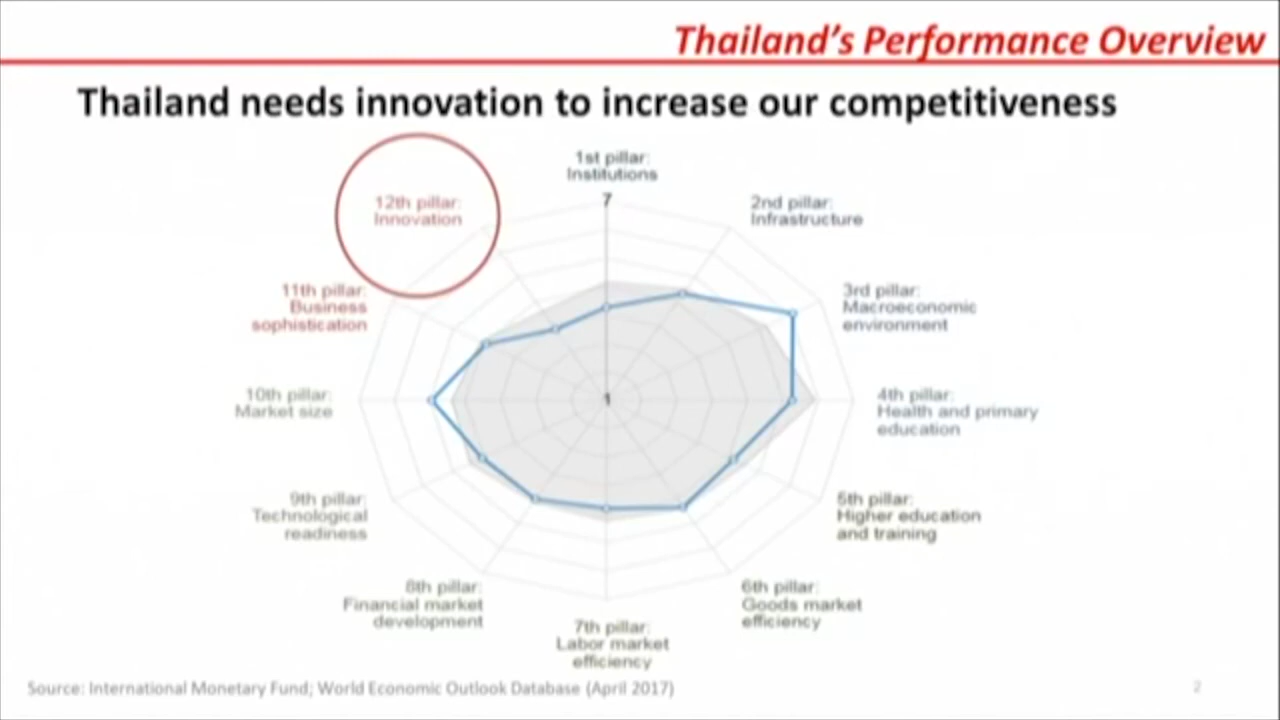 Thailand's Performance Overview
Thailand needs innovation to increase our competitiveness
1st pillar:
Institutions
7
12th pillar:
Innovation
2nd pillar:
Infrastructure
11th pillar:
Business
sophistication
3rd pillar:
Macroeconomic
environment
10th pillar:
Market size
1
4th pillar:
Health and primary
education
9th pillar:
Technological
readiness
5th pillar:
Higher education
and training
8th pillar:
Financial market
development
6th pillar:
Goods market
efficiency
7th pillar:
Labor market
efficiency
Source: International Monetary Fund; World Economic Outlook Database (April 2017)
2